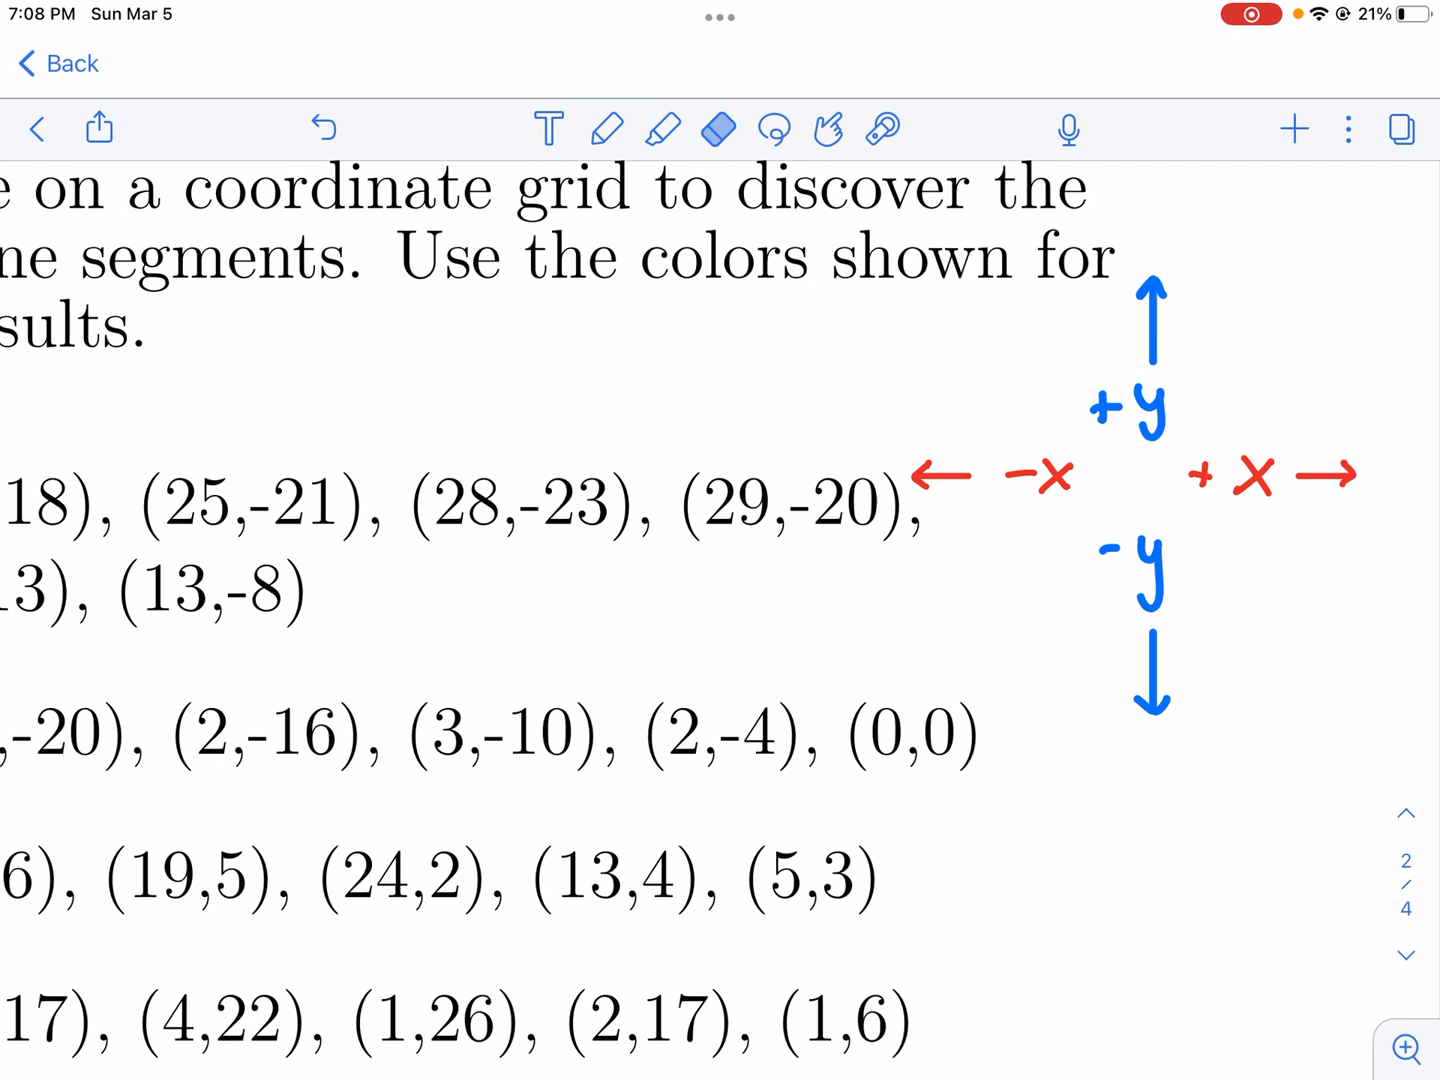 7:08 PM Sun Mar 5
21%
Back
e on a coordinate grid to discover the
ne segments. Use the colors shown for
sults.
+y
18), (25,-21), (28,-23), (29,-20),
← -x + x →
-y
3), (13,-8)
,-20), (2,-16), (3,-10), (2,-4), (0,0)
6), (19,5), (24,2), (13,4), (5,3)
2
/
4
17), (4,22), (1,26), (2,17), (1,6)